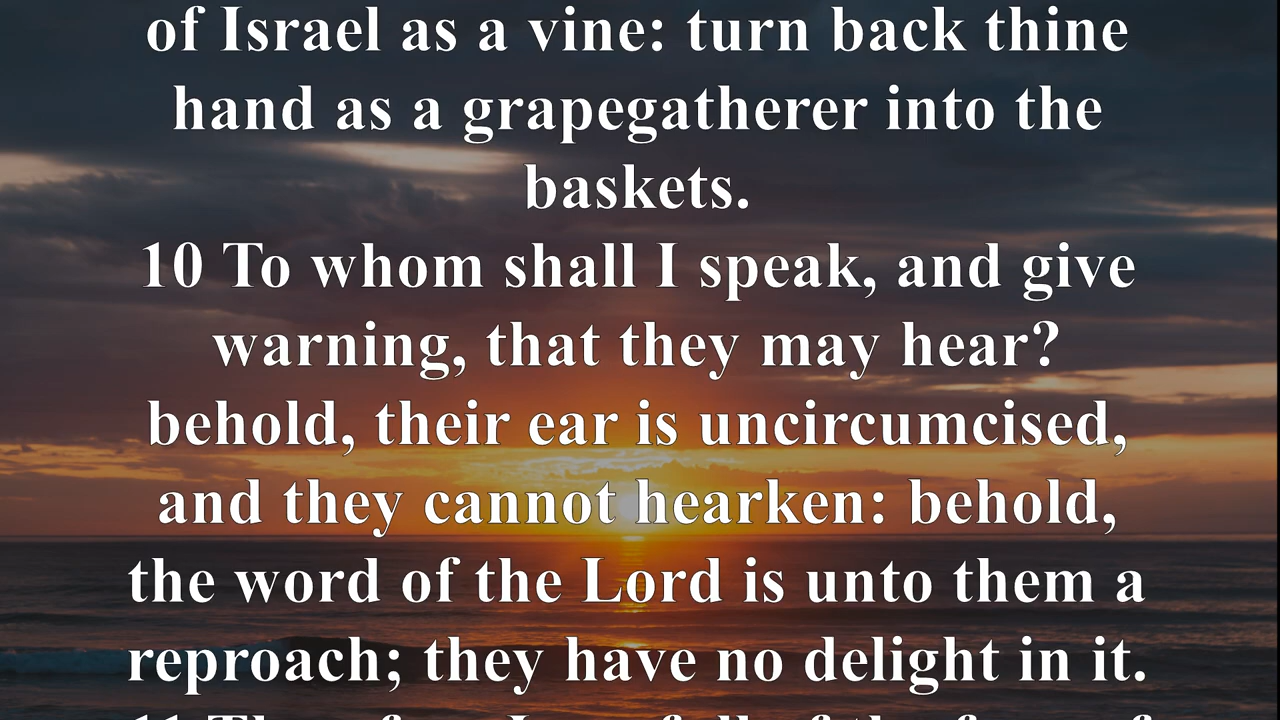 of Israel as a vine: turn back thine
hand as a grapegatherer into the
baskets.
10 To whom shall I speak, and give
warning, that they may hear?
behold, their ear is uncircumcised,
and they cannot hearken: behold,
the word of the Lord is unto them a
reproach; they have no delight in it.